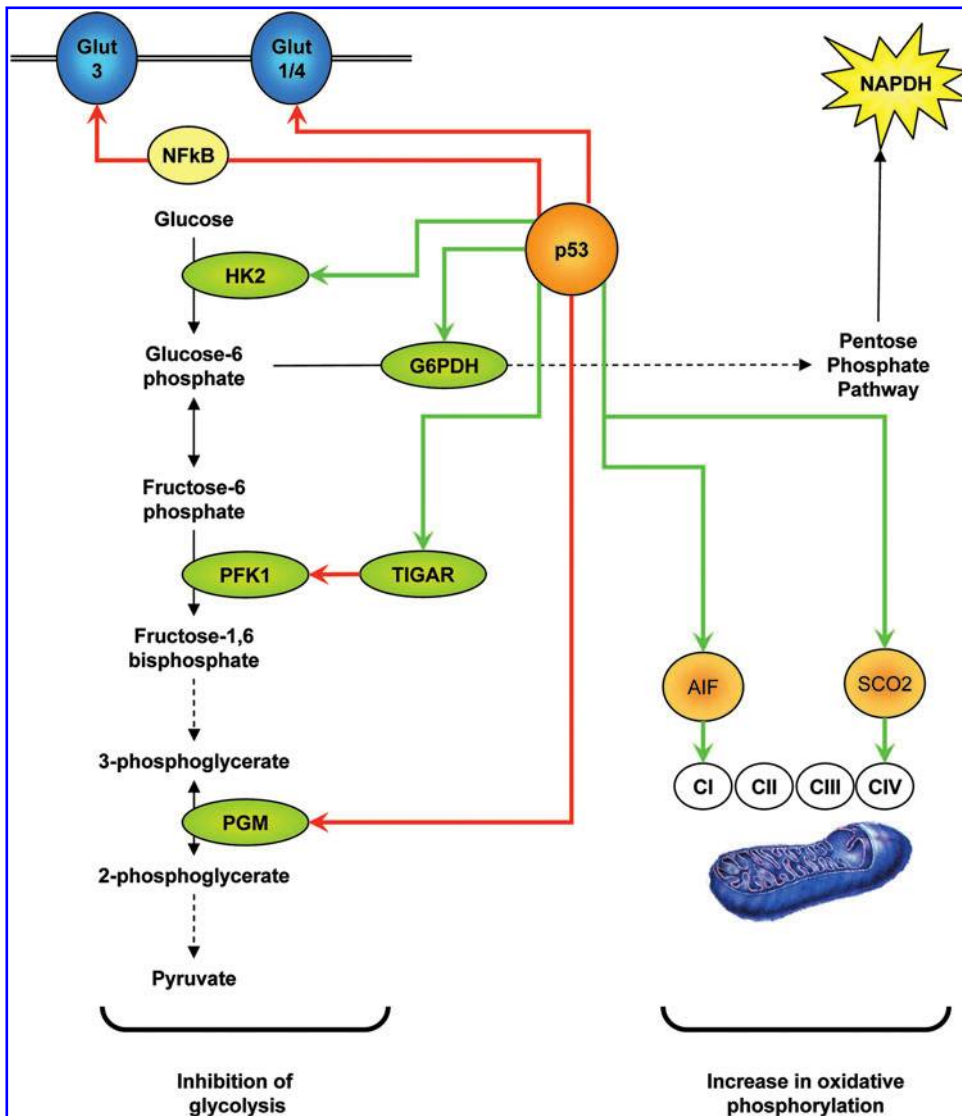 Glut
3
Glut
1/4
NAPDH
NFkB
Glucose
p53
HK2
Glucose-6
phosphate
G6PDH
Pentose
Phosphate
Pathway
Fructose-6
phosphate
PFK1
TIGAR
Fructose-1,6
bisphosphate
AIF
SCO2
3-phosphoglycerate
CI
CII
CIII
CIV
PGM
2-phosphoglycerate
Pyruvate
Inhibition of
glycolysis
Increase in oxidative
phosphorylation